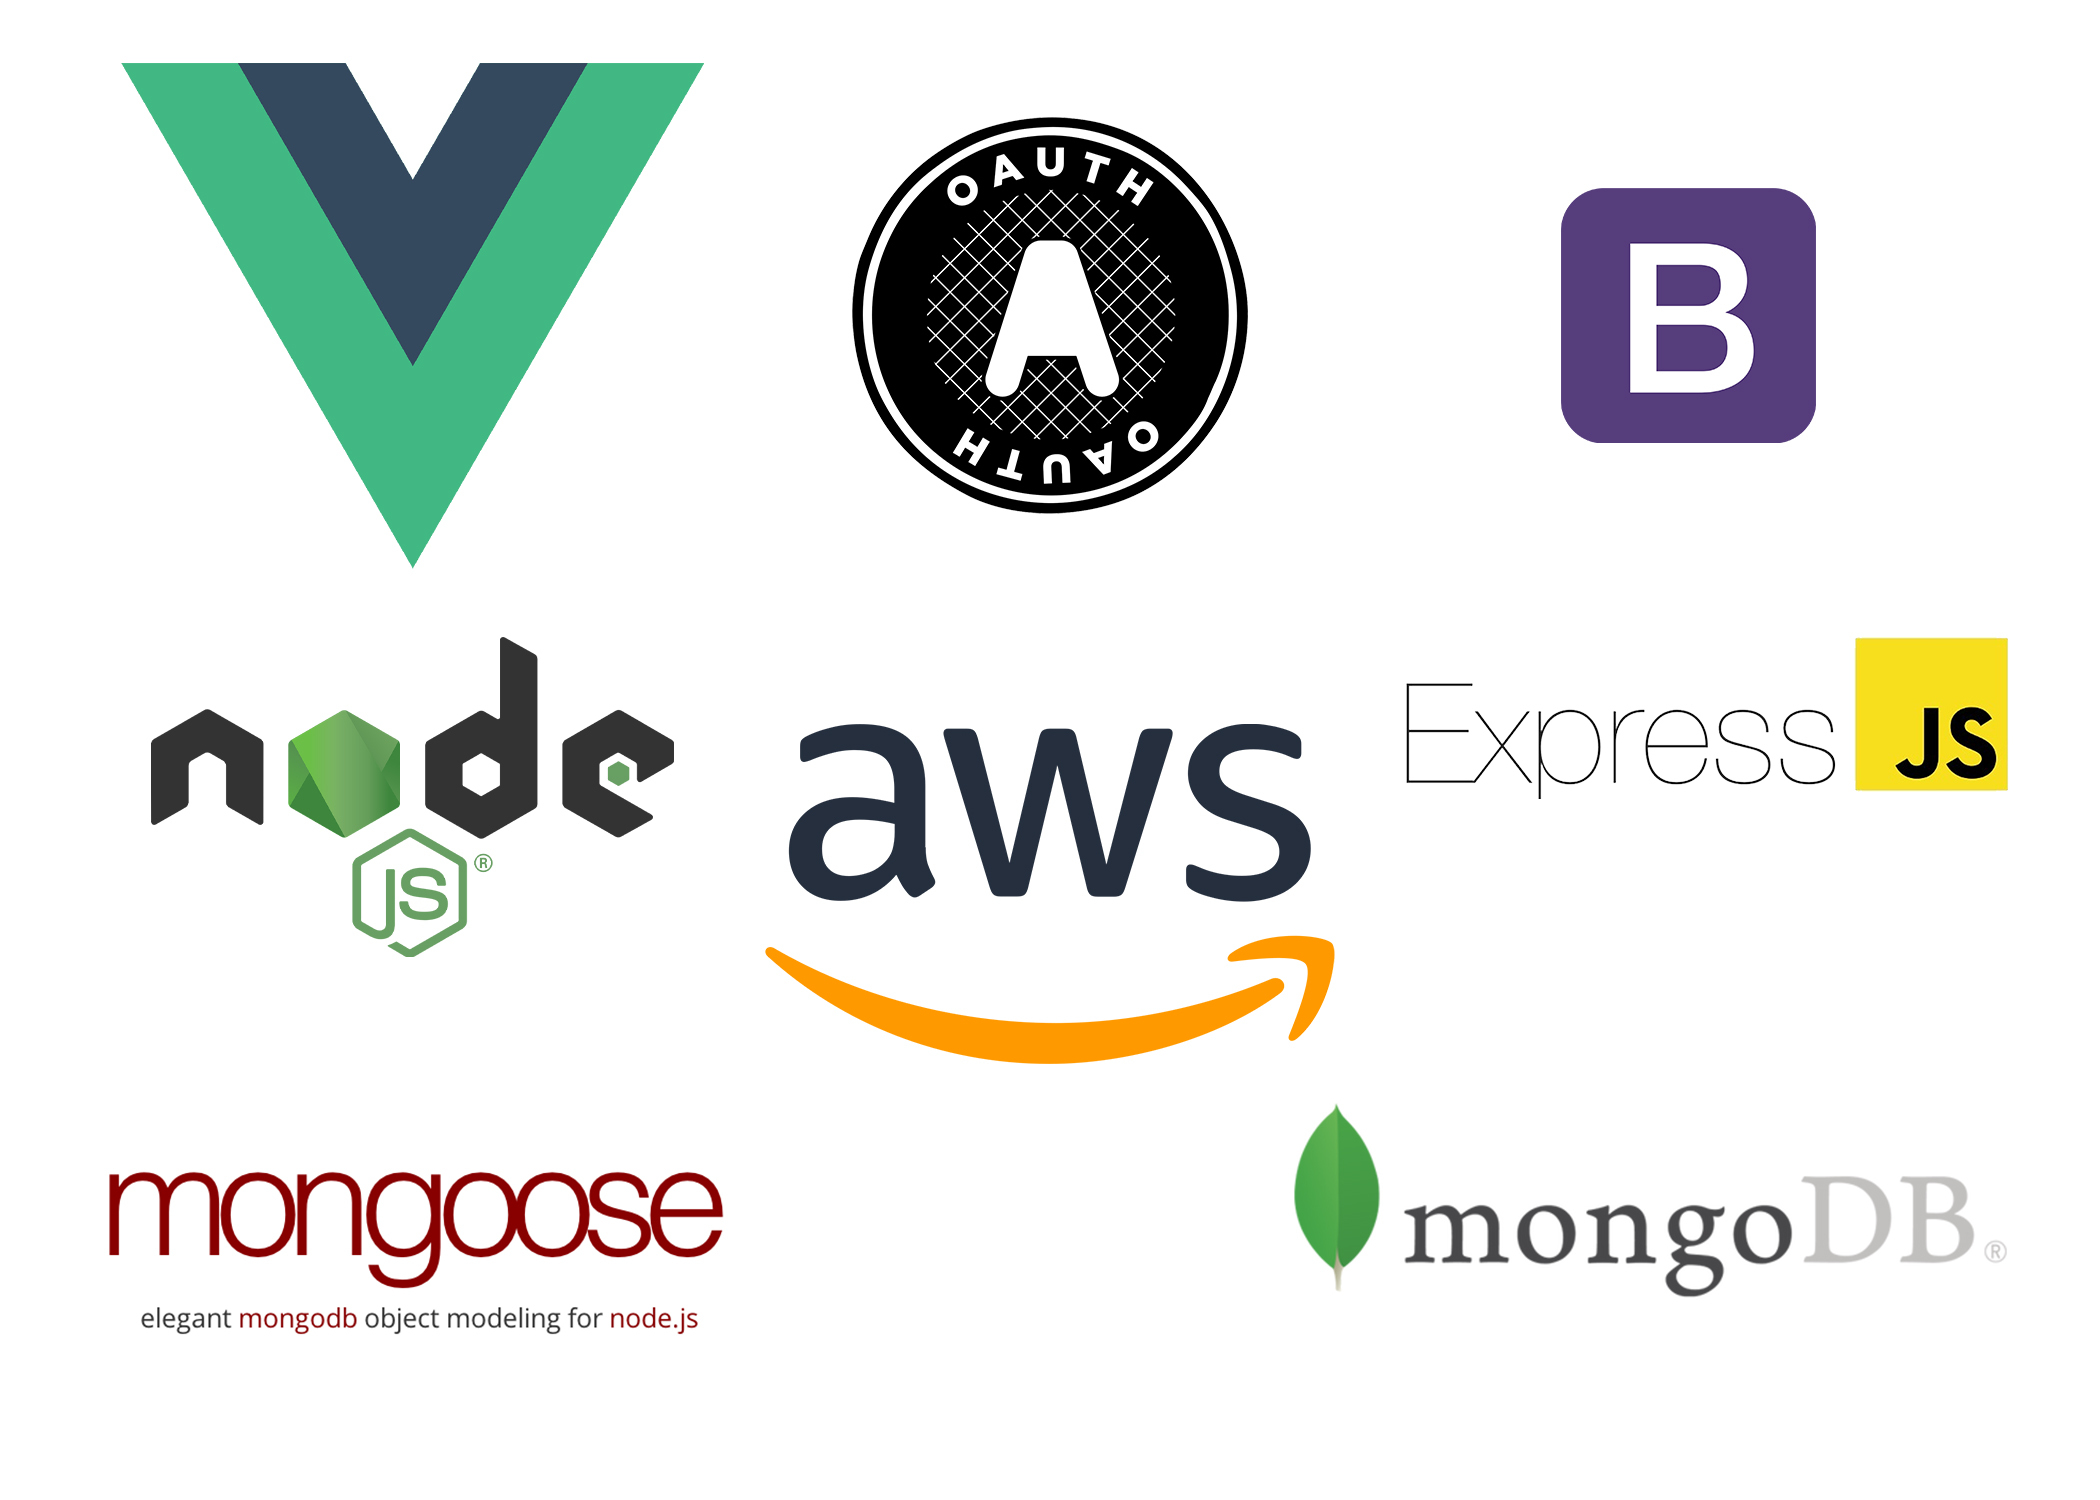 OAUTH
A
OAUTH
B
node
JS®
aws
Express JS
mongoose
elegant mongodb object modeling for node.js
mongoDB®